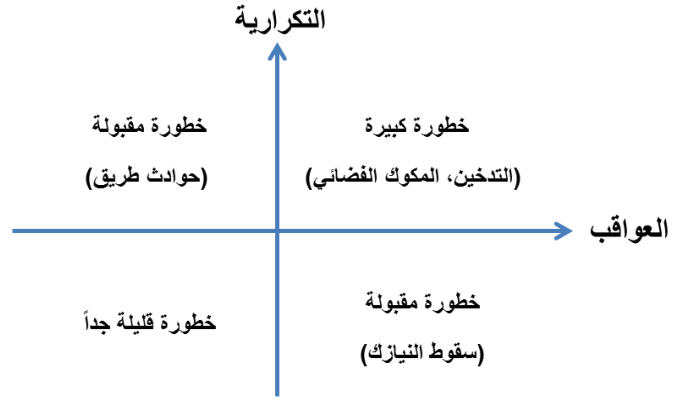 التكرارية
خطورة كبيرة
(التدخين، المكوك الفضائي)
خطورة مقبولة
(حوادث طريق)
العواقب
خطورة مقبولة
(سقوط النيازك)
خطورة قليلة جداً